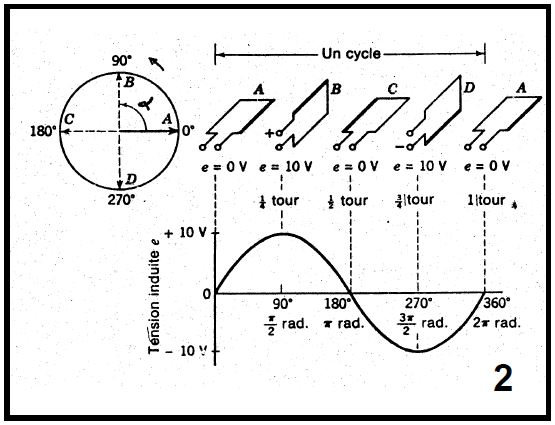 Un cycle
90°
B
α
C
A
180°
0°
D
270°
A
B
C
D
A
+
−
e = 0 V
e = 10 V
e = 0 V
e = 10 V
e = 0 V
1/4 tour
1/2 tour
3/4 tour
1 tour
Tension induite e
+ 10 V
0
− 10 V
90°
180°
270°
360°
π/2 rad.
π rad.
3π/2 rad.
2π rad.
2